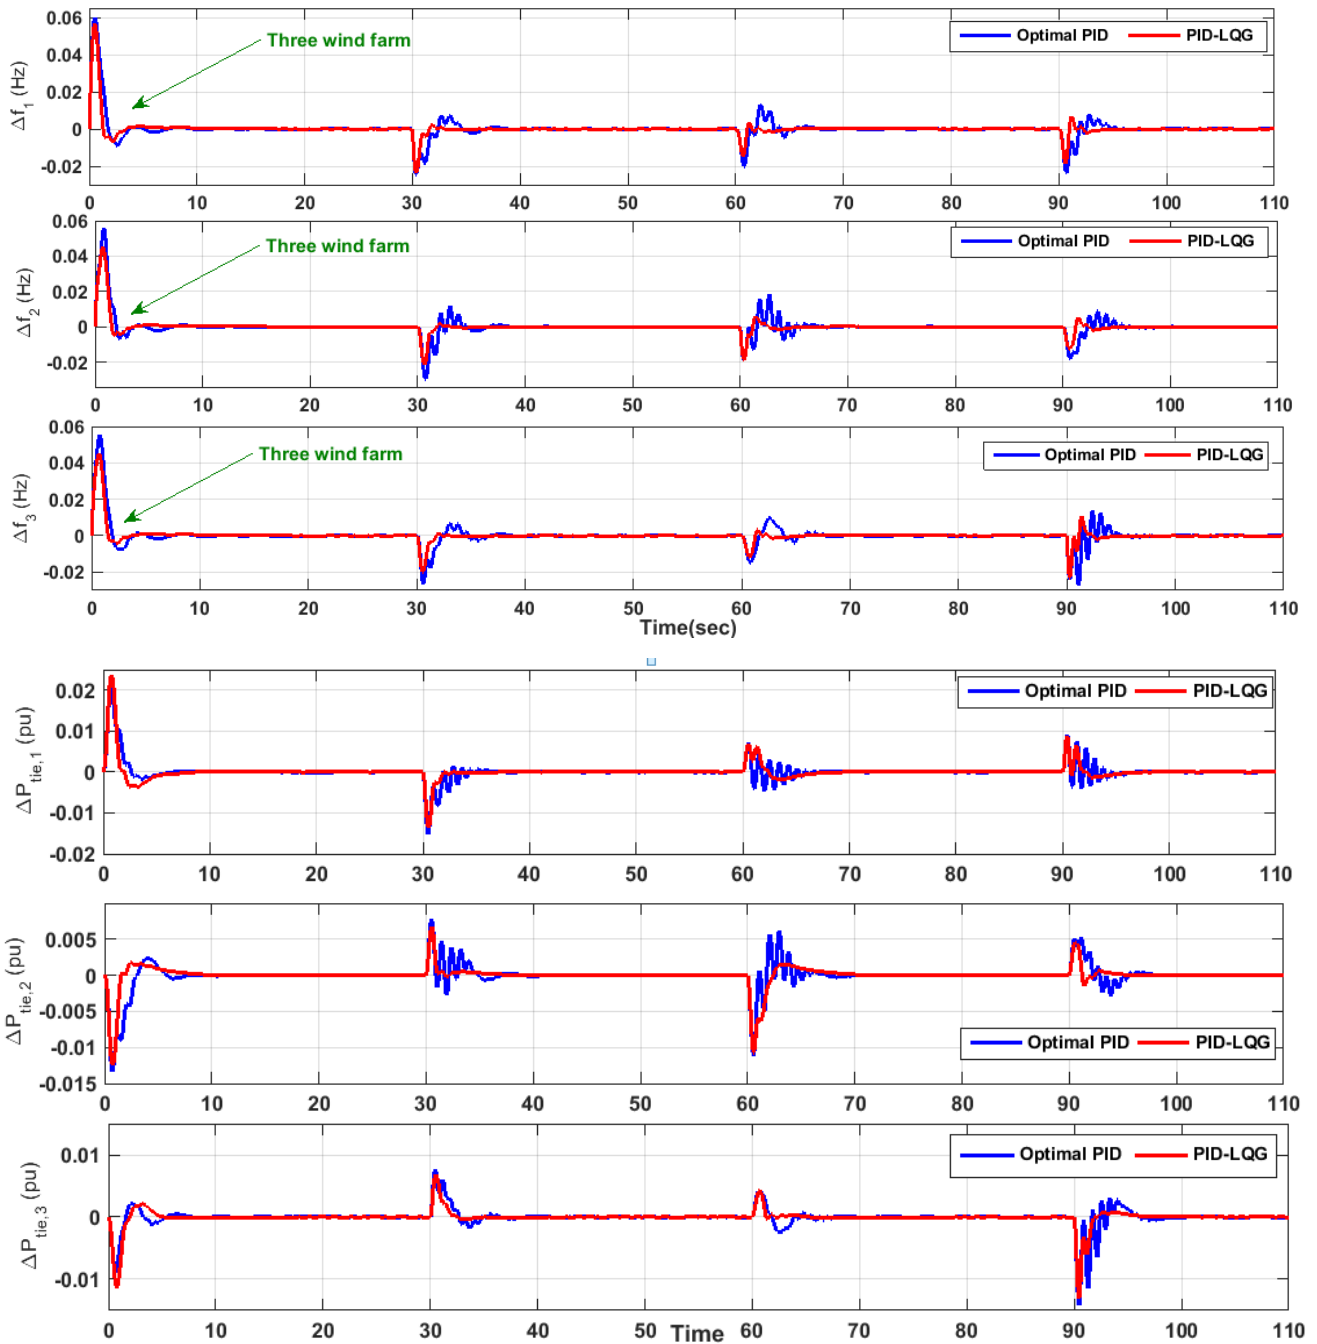 0.06
0.04
0.02
0
-0.02
Δf1 (Hz)
Three wind farm
Optimal PID PID-LQG
0 10 20 30 40 50 60 70 80 90 100 110
0.06
0.04
0.02
0
-0.02
Δf2 (Hz)
Three wind farm
Optimal PID PID-LQG
0 10 20 30 40 50 60 70 80 90 100 110
0.06
0.04
0.02
0
-0.02
Δf3 (Hz)
Three wind farm
Optimal PID PID-LQG
0 10 20 30 40 50 60 70 80 90 100 110
Time(sec)
0.02
0.01
0
-0.01
-0.02
ΔPtie,1 (pu)
Optimal PID PID-LQG
0 10 20 30 40 50 60 70 80 90 100 110
0.005
0
-0.005
-0.01
-0.015
ΔPtie,2 (pu)
Optimal PID PID-LQG
0 10 20 30 40 50 60 70 80 90 100 110
0.01
0
-0.01
ΔPtie,3 (pu)
Optimal PID PID-LQG
0 10 20 30 40 50 60 70 80 90 100 110
Time